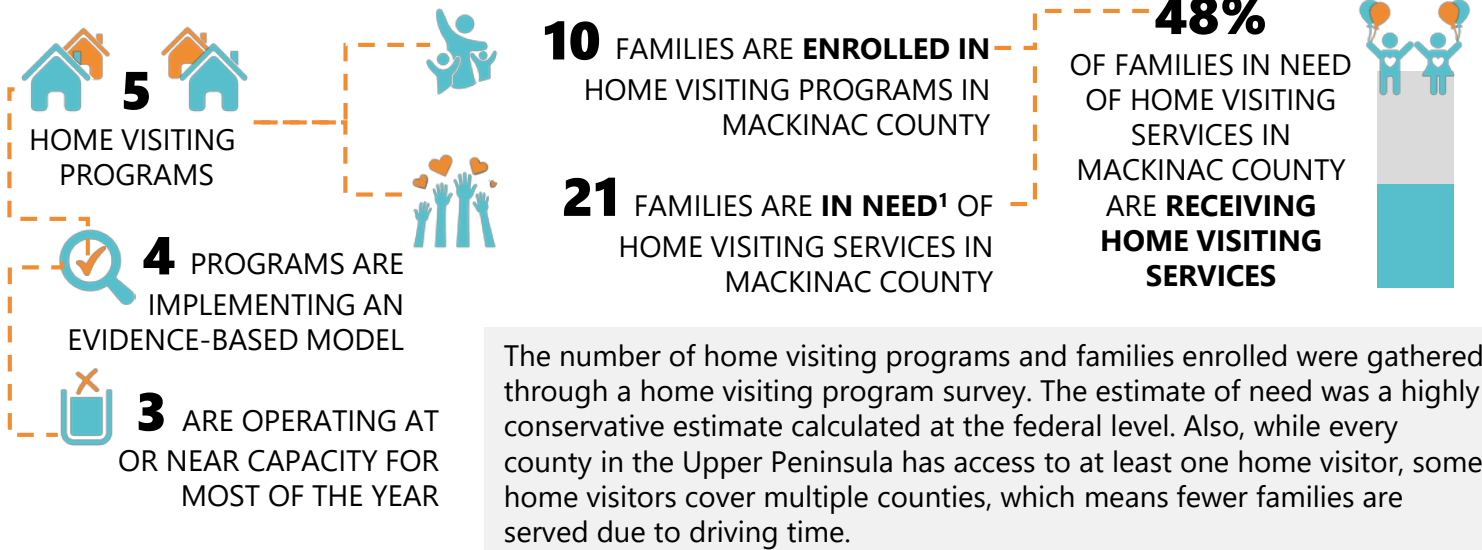 5
HOME VISITING
PROGRAMS
4 PROGRAMS ARE
IMPLEMENTING AN
EVIDENCE-BASED MODEL
3 ARE OPERATING AT
OR NEAR CAPACITY FOR
MOST OF THE YEAR
10 FAMILIES ARE ENROLLED IN
HOME VISITING PROGRAMS IN
MACKINAC COUNTY
21 FAMILIES ARE IN NEED¹ OF
HOME VISITING SERVICES IN
MACKINAC COUNTY
48%
OF FAMILIES IN NEED
OF HOME VISITING
SERVICES IN
MACKINAC COUNTY
ARE RECEIVING
HOME VISITING
SERVICES
The number of home visiting programs and families enrolled were gathered
through a home visiting program survey. The estimate of need was a highly
conservative estimate calculated at the federal level. Also, while every
county in the Upper Peninsula has access to at least one home visitor, some
home visitors cover multiple counties, which means fewer families are
served due to driving time.